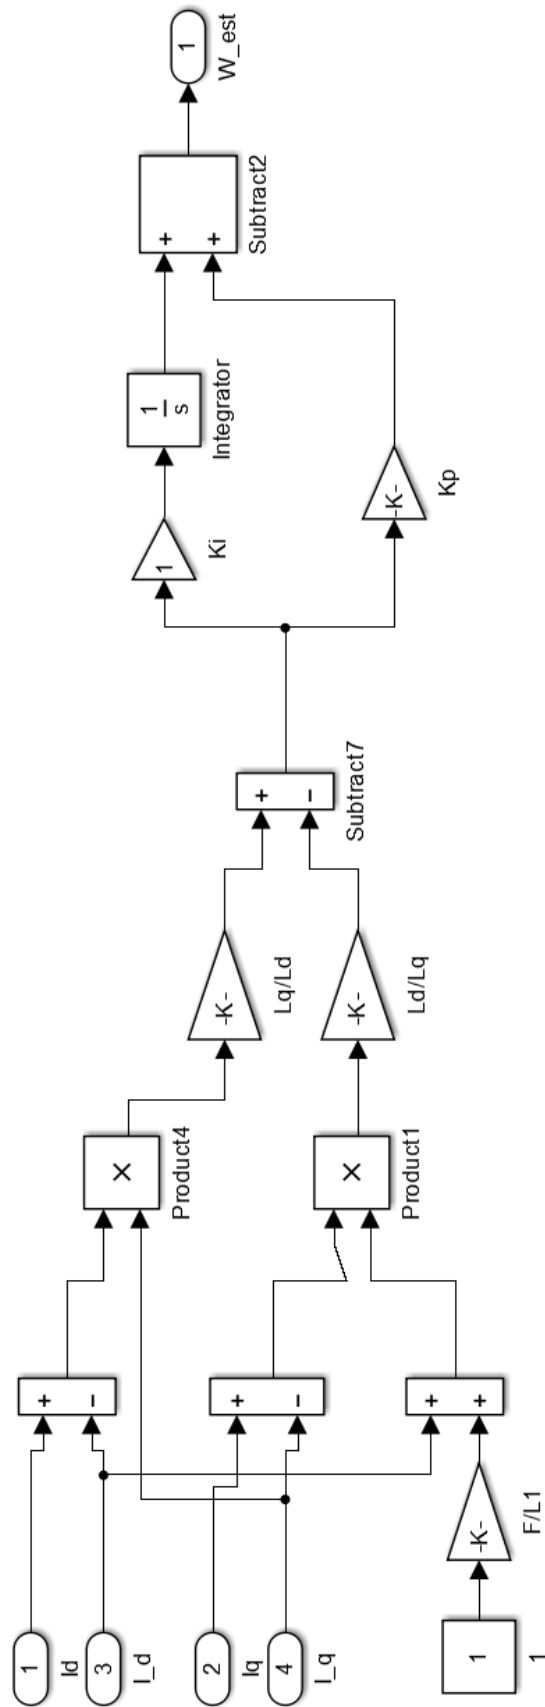 1
Id
3
I_d
2
Iq
4
I_q
1
1
-K-
F/L1
+
−
+
−
+
+
×
Product4
×
Product1
-K-
Lq/Ld
-K-
Ld/Lq
+
−
Subtract7
1
Ki
-K-
Kp
1
s
Integrator
+
+
Subtract2
1
W_est